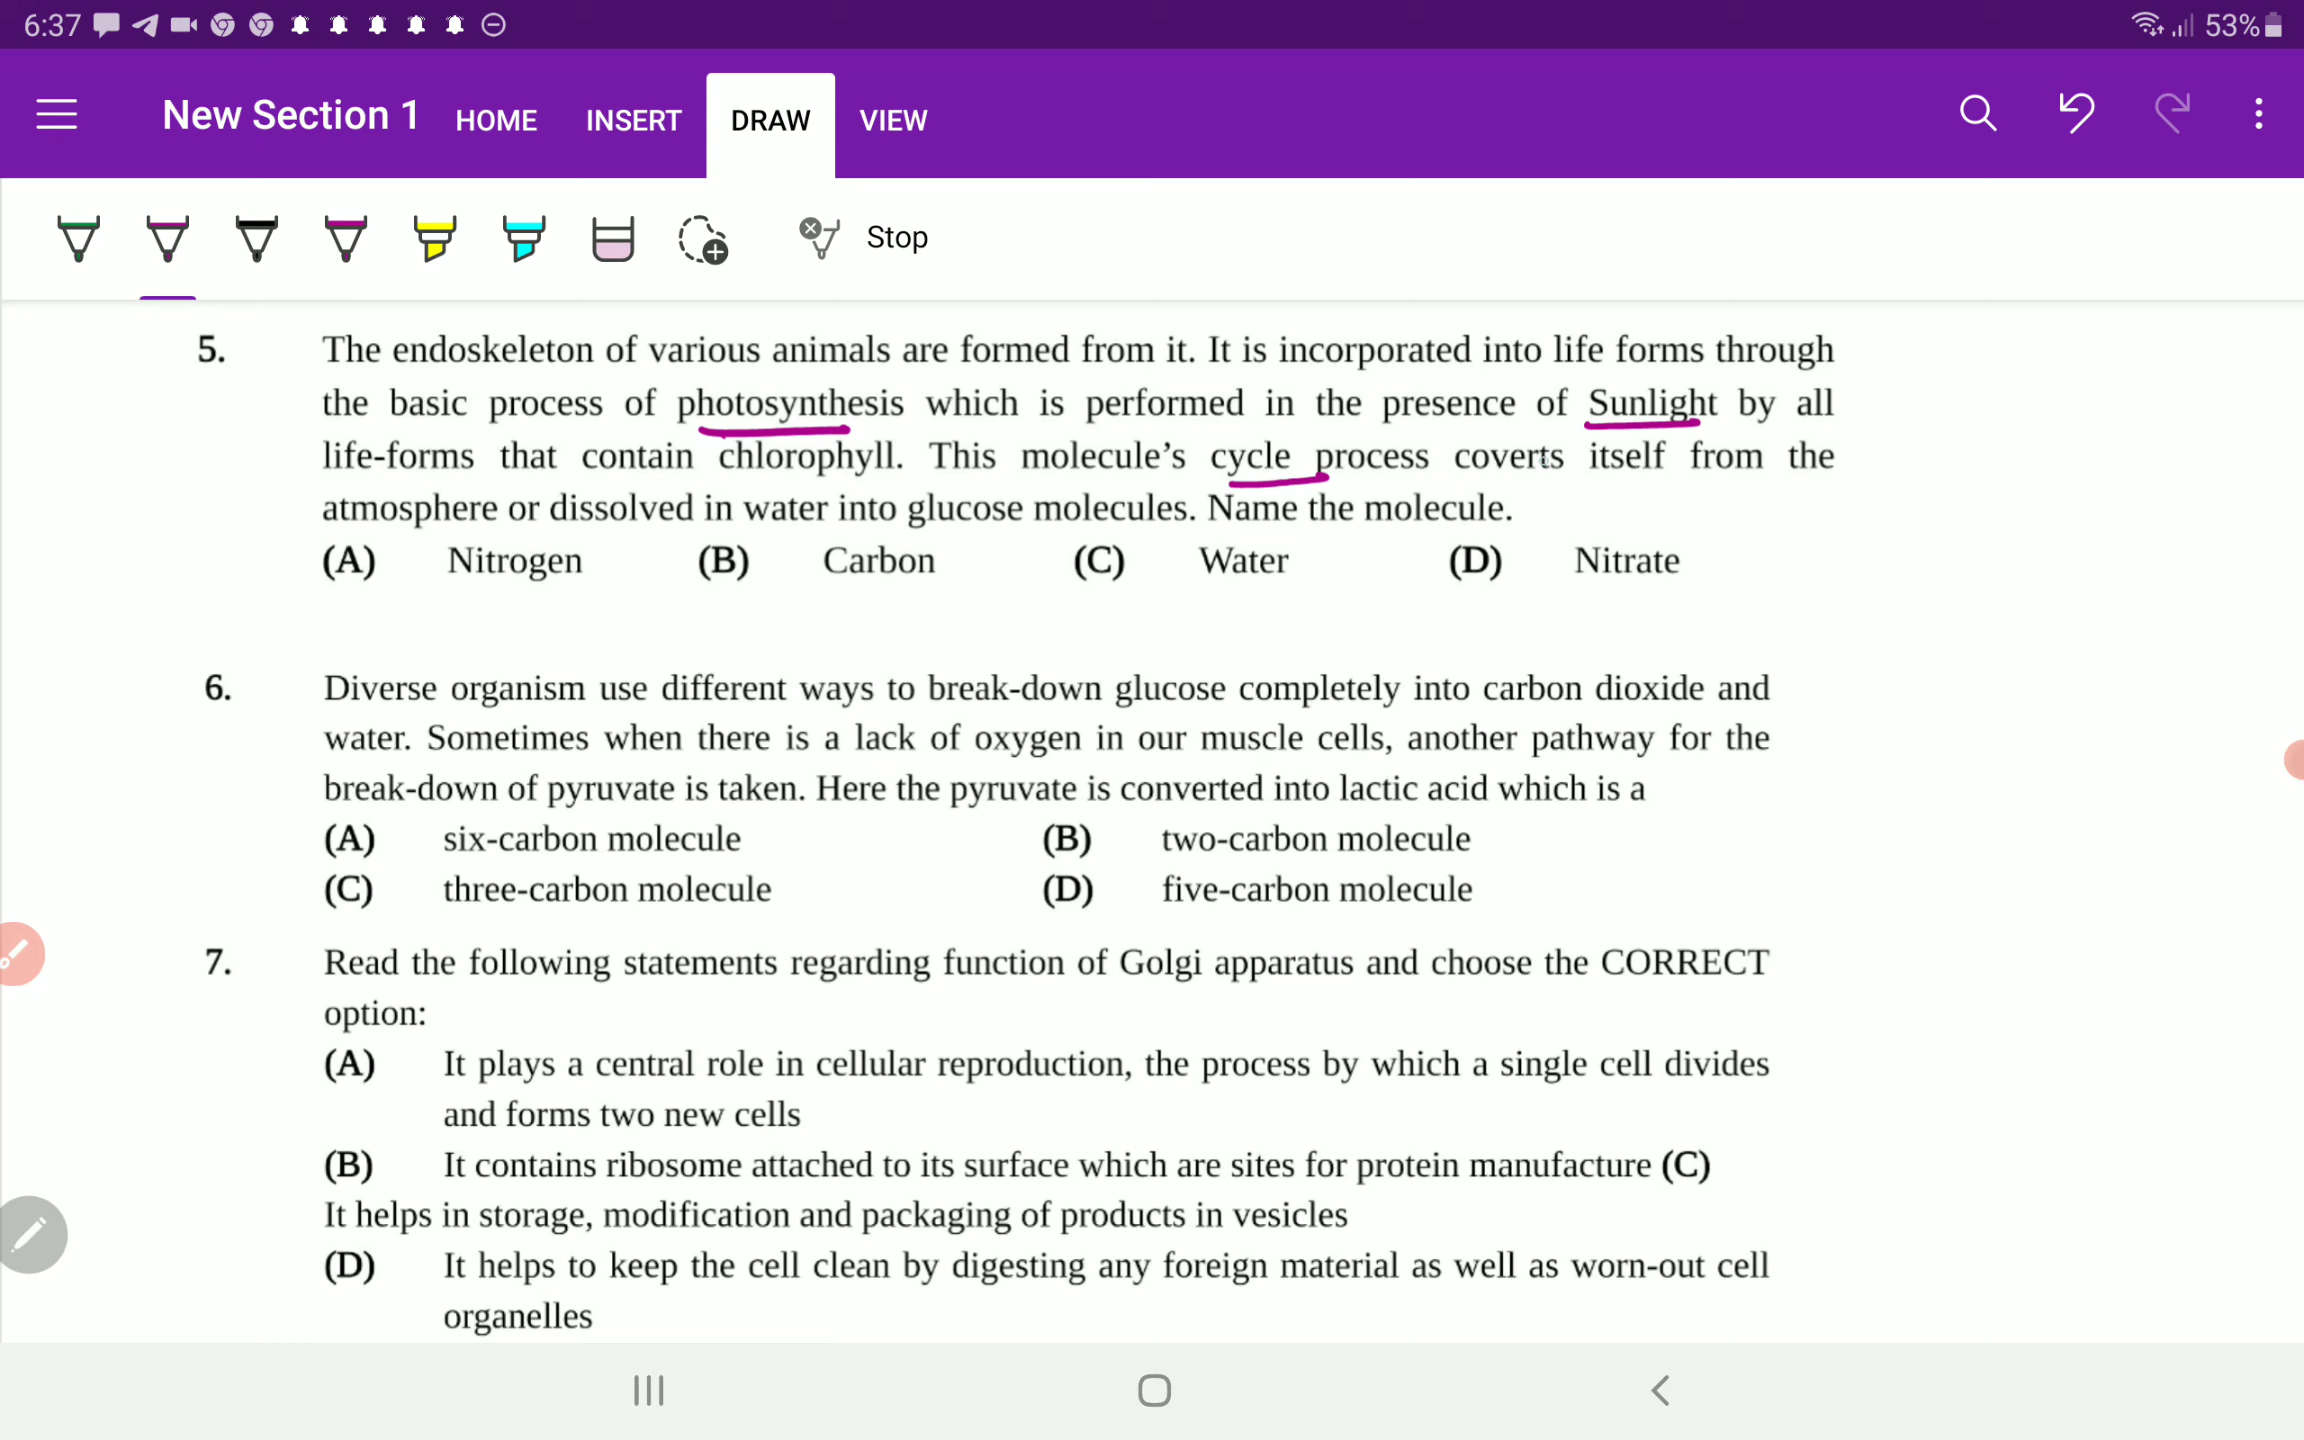 6:37 53%
New Section 1 HOME INSERT DRAW VIEW
Stop
5. The endoskeleton of various animals are formed from it. It is incorporated into life forms through
the basic process of photosynthesis which is performed in the presence of Sunlight by all
life-forms that contain chlorophyll. This molecule's cycle process coverts itself from the
atmosphere or dissolved in water into glucose molecules. Name the molecule.
(A) Nitrogen (B) Carbon (C) Water (D) Nitrate
6. Diverse organism use different ways to break-down glucose completely into carbon dioxide and
water. Sometimes when there is a lack of oxygen in our muscle cells, another pathway for the
break-down of pyruvate is taken. Here the pyruvate is converted into lactic acid which is a
(A) six-carbon molecule (B) two-carbon molecule
(C) three-carbon molecule (D) five-carbon molecule
7. Read the following statements regarding function of Golgi apparatus and choose the CORRECT
option:
(A) It plays a central role in cellular reproduction, the process by which a single cell divides
and forms two new cells
(B) It contains ribosome attached to its surface which are sites for protein manufacture (C)
It helps in storage, modification and packaging of products in vesicles
(D) It helps to keep the cell clean by digesting any foreign material as well as worn-out cell
organelles